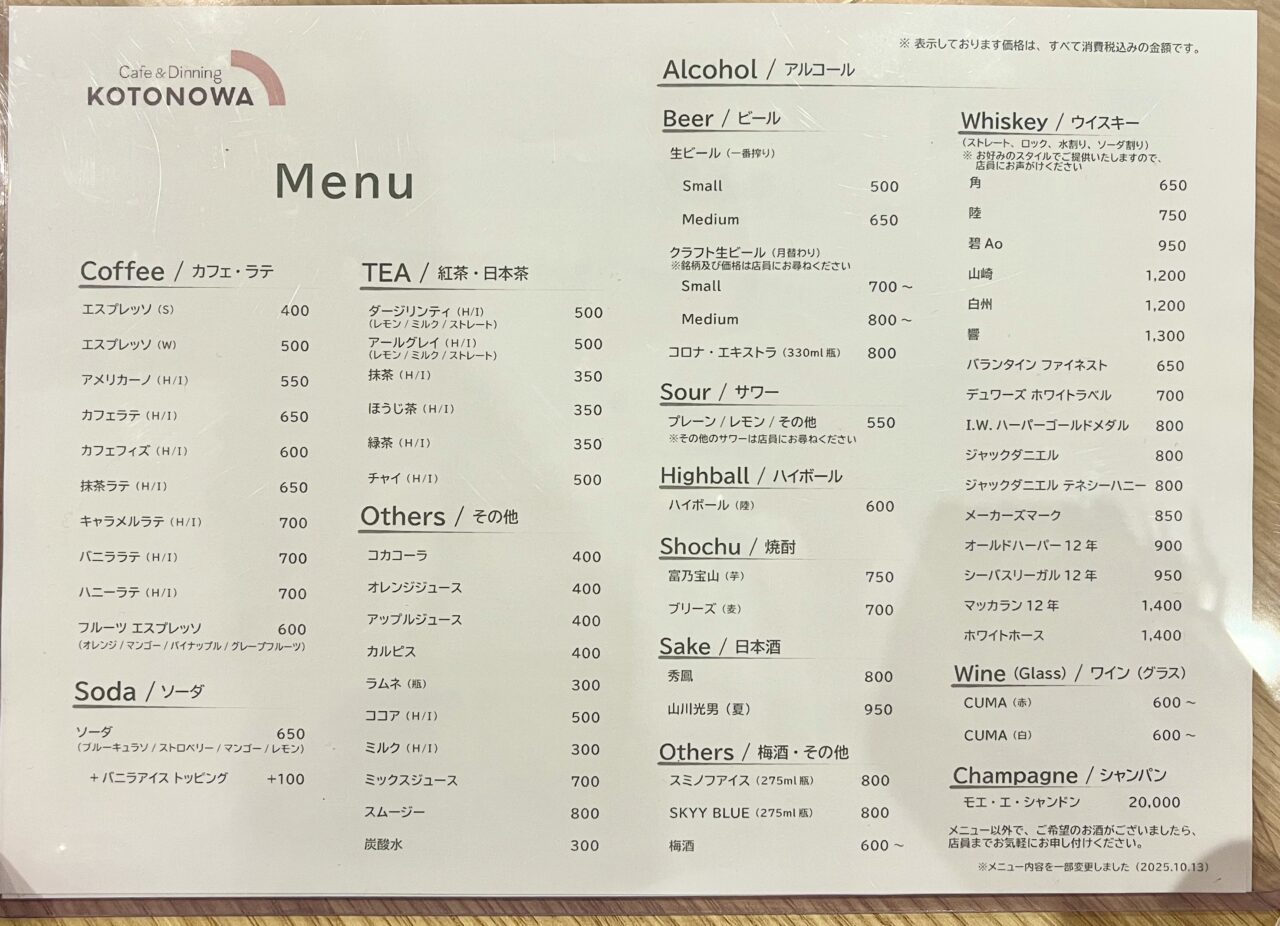 ※ 表示しております価格は、すべて消費税込みの金額です。
Cafe & Dinning
KOTONOWA
Menu
Coffee / カフェ・ラテ
エスプレッソ (S) 400
エスプレッソ (W) 500
アメリカーノ (H/I) 550
カフェラテ (H/I) 650
カフェフィズ (H/I) 600
抹茶ラテ (H/I) 650
キャラメルラテ (H/I) 700
バニララテ (H/I) 700
ハニーラテ (H/I) 700
フルーツ エスプレッソ 600
(オレンジ / マンゴー / パイナップル / グレープフルーツ)
Soda / ソーダ
ソーダ 650
(ブルーキュラソ / ストロベリー / マンゴー / レモン)
+ バニラアイス トッピング +100
TEA / 紅茶・日本茶
ダージリンティ (H/I) 500
(レモン / ミルク / ストレート)
アールグレイ (H/I) 500
(レモン / ミルク / ストレート)
抹茶 (H/I) 350
ほうじ茶 (H/I) 350
緑茶 (H/I) 350
チャイ (H/I) 500
Others / その他
コカコーラ 400
オレンジジュース 400
アップルジュース 400
カルピス 400
ラムネ (瓶) 300
ココア (H/I) 500
ミルク (H/I) 300
ミックスジュース 700
スムージー 800
炭酸水 300
Alcohol / アルコール
Beer / ビール
生ビール (一番搾り)
Small 500
Medium 650
クラフト生ビール (月替わり)
※銘柄及び価格は店員にお尋ねください
Small 700 ～
Medium 800 ～
コロナ・エキストラ (330ml 瓶) 800
Sour / サワー
プレーン / レモン / その他 550
※その他のサワーは店員にお尋ねください
Highball / ハイボール
ハイボール (陸) 600
Shochu / 焼酎
富乃宝山 (芋) 750
ブリーズ (麦) 700
Sake / 日本酒
秀鳳 800
山川光男 (夏) 950
Others / 梅酒・その他
スミノフアイス (275ml 瓶) 800
SKYY BLUE (275ml 瓶) 800
梅酒 600 ～
Whiskey / ウイスキー
(ストレート、ロック、水割り、ソーダ割り)
※ お好みのスタイルでご提供いたしますので、
店員にお声がけください
角 650
陸 750
碧 Ao 950
山崎 1,200
白州 1,200
響 1,300
バランタイン ファイネスト 650
デュワーズ ホワイトラベル 700
I.W. ハーパーゴールドメダル 800
ジャックダニエル 800
ジャックダニエル テネシーハニー 800
メーカーズマーク 850
オールドハーパー 12 年 900
シーバスリーガル 12 年 950
マッカラン 12 年 1,400
ホワイトホース 1,400
Wine (Glass) / ワイン (グラス)
CUMA (赤) 600 ～
CUMA (白) 600 ～
Champagne / シャンパン
モエ・エ・シャンドン 20,000
メニュー以外で、ご希望のお酒がございましたら、
店員までお気軽にお申し付けください。
※メニュー内容を一部変更しました (2025.10.13)